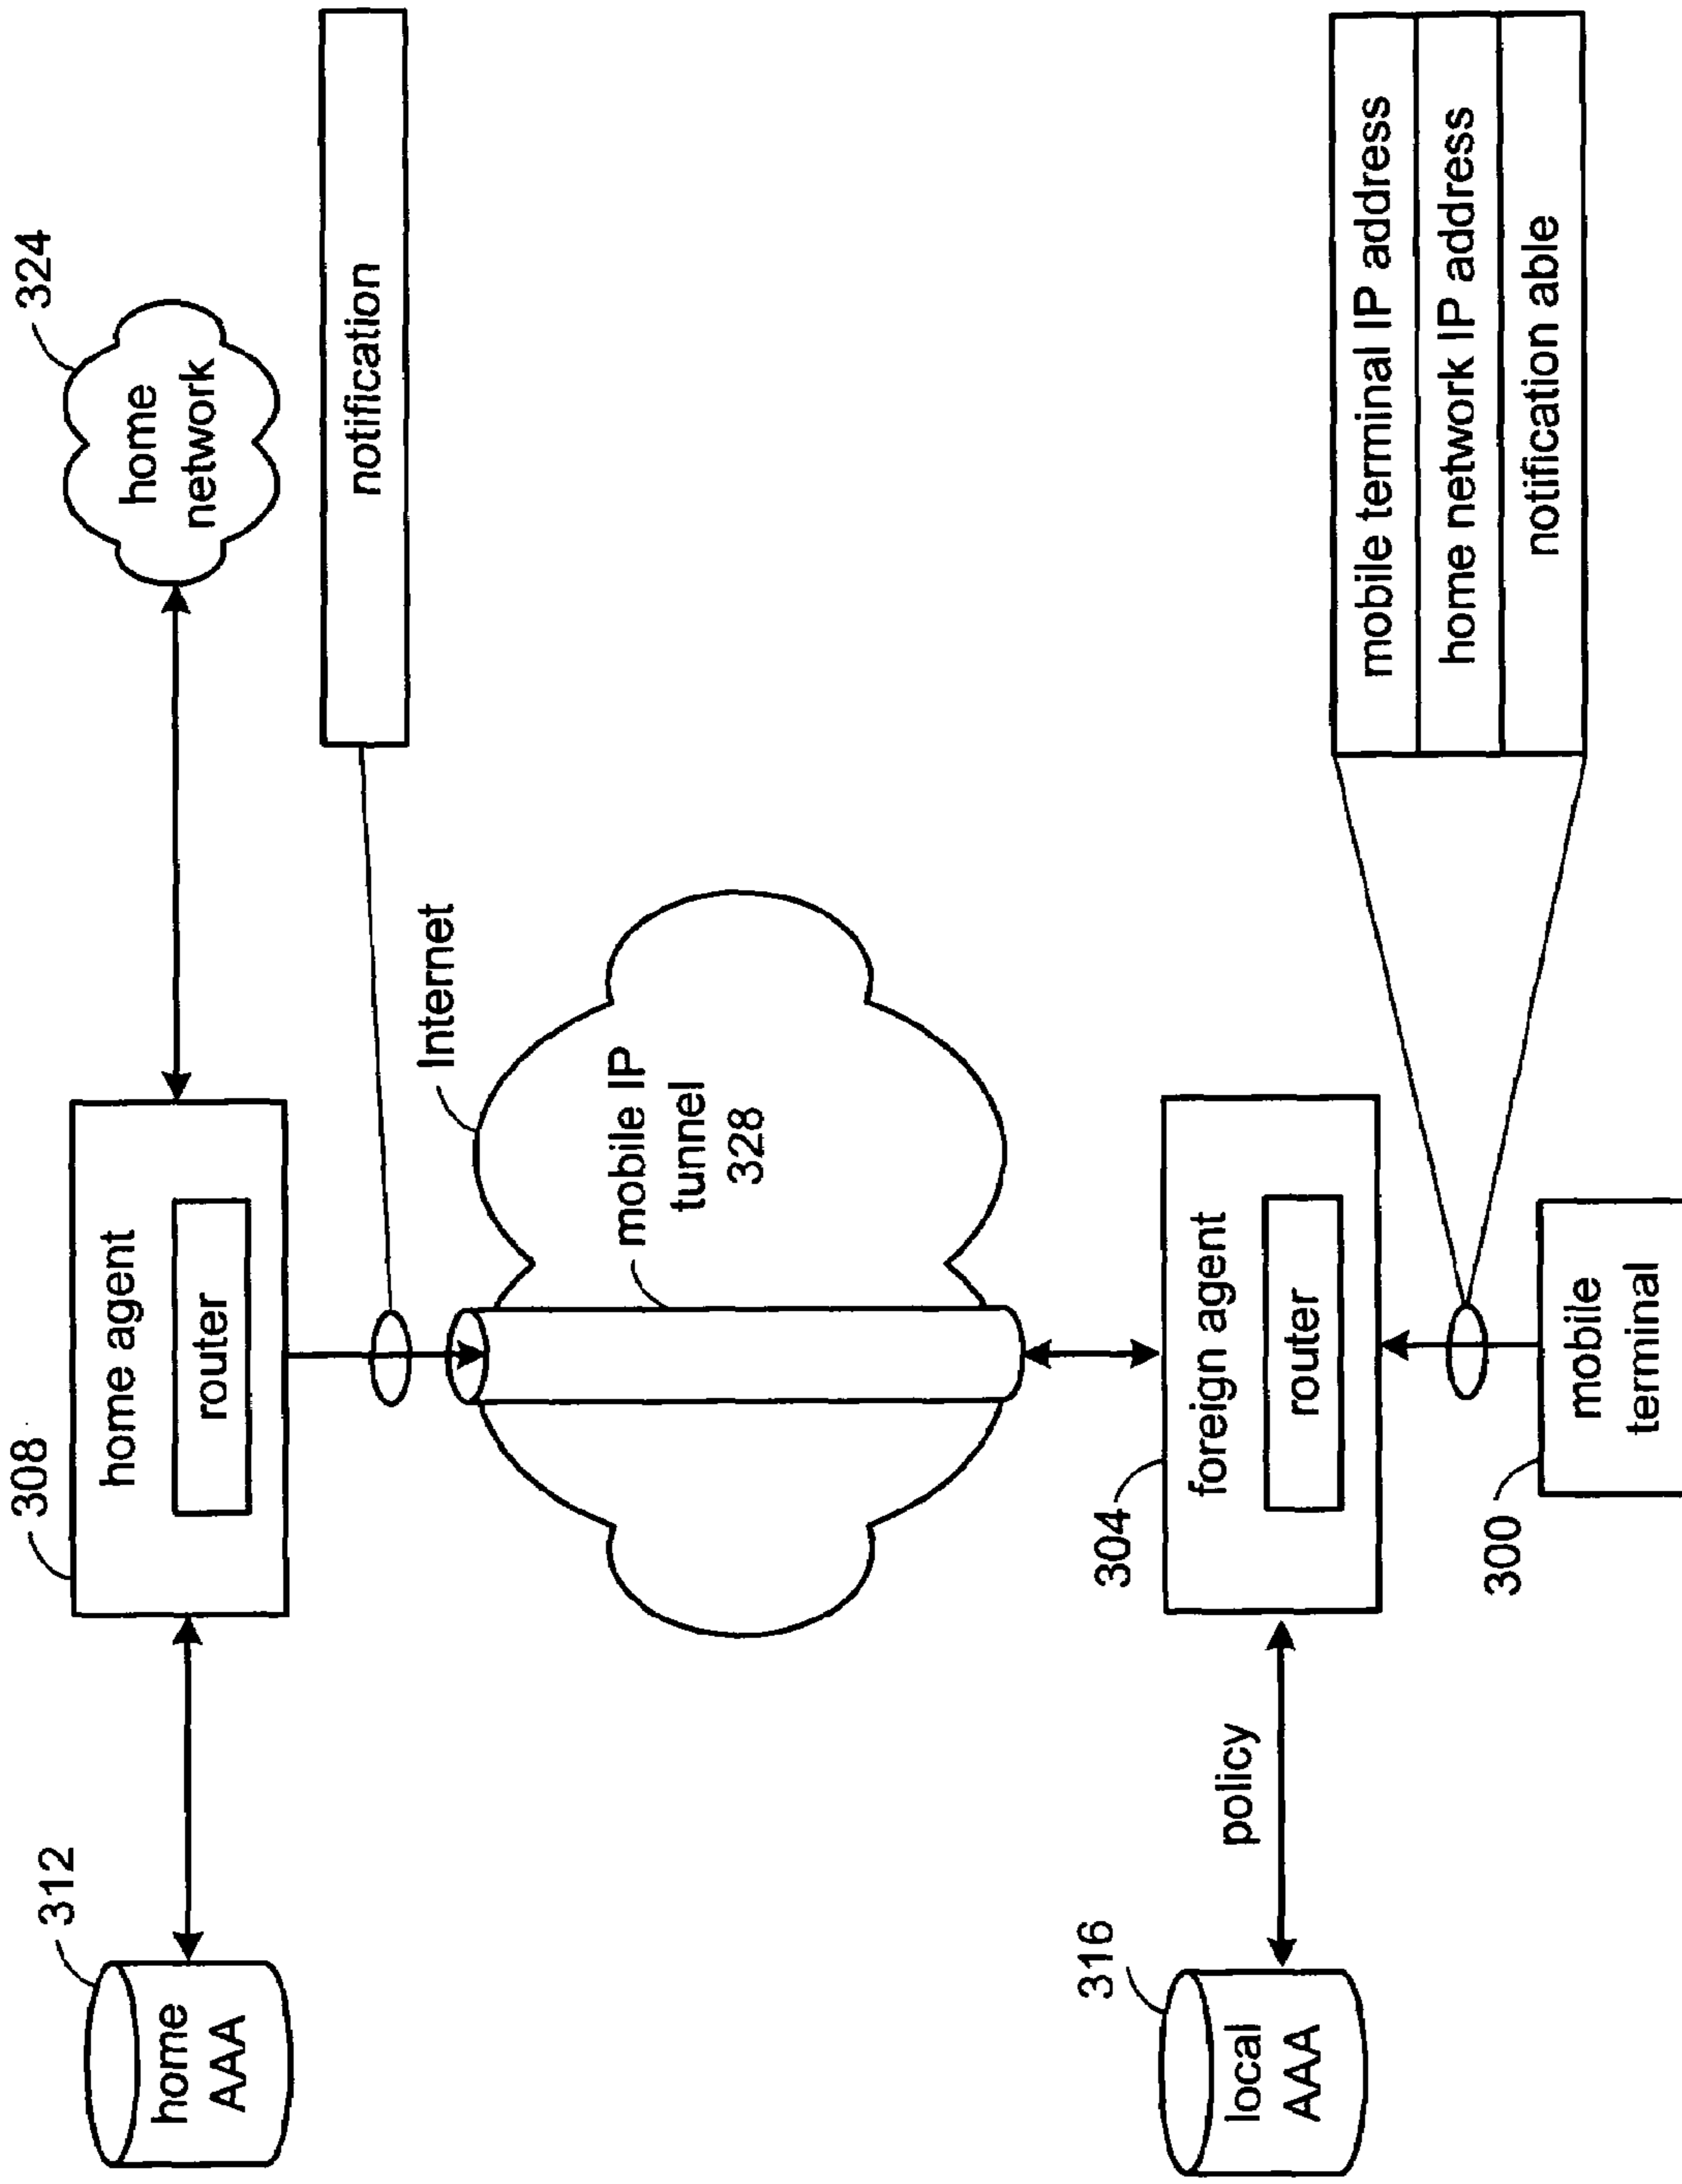 308
312
324
home agent
router
home
AAA
home
network
notification
Internet
mobile IP
tunnel
328
304
316
foreign agent
router
policy
local
AAA
mobile terminal IP address
home network IP address
notification able
300
mobile
terminal